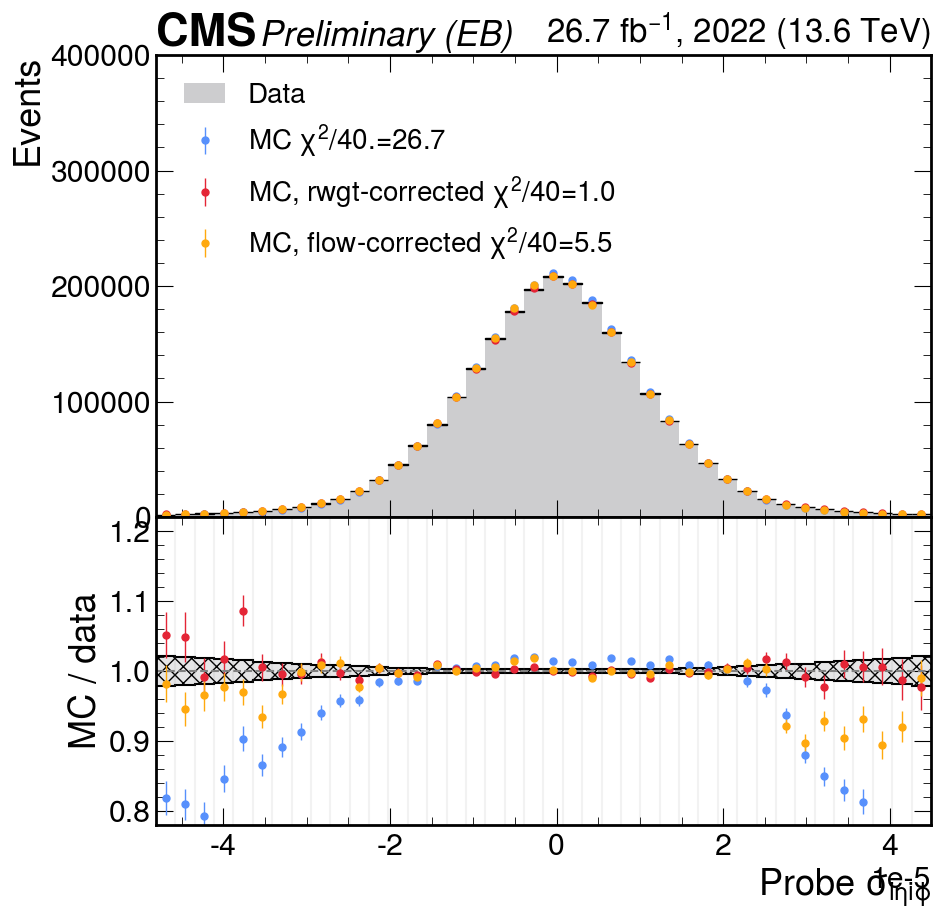 CMS Preliminary (EB) 26.7 fb⁻¹, 2022 (13.6 TeV)
Events
400000
300000
200000
100000
0
Data
MC χ²/40.=26.7
MC, rwgt-corrected χ²/40=1.0
MC, flow-corrected χ²/40=5.5
MC / data
1.2
1.1
1.0
0.9
0.8
-4 -2 0 2 4
1e-5
Probe σ_iηiϕ